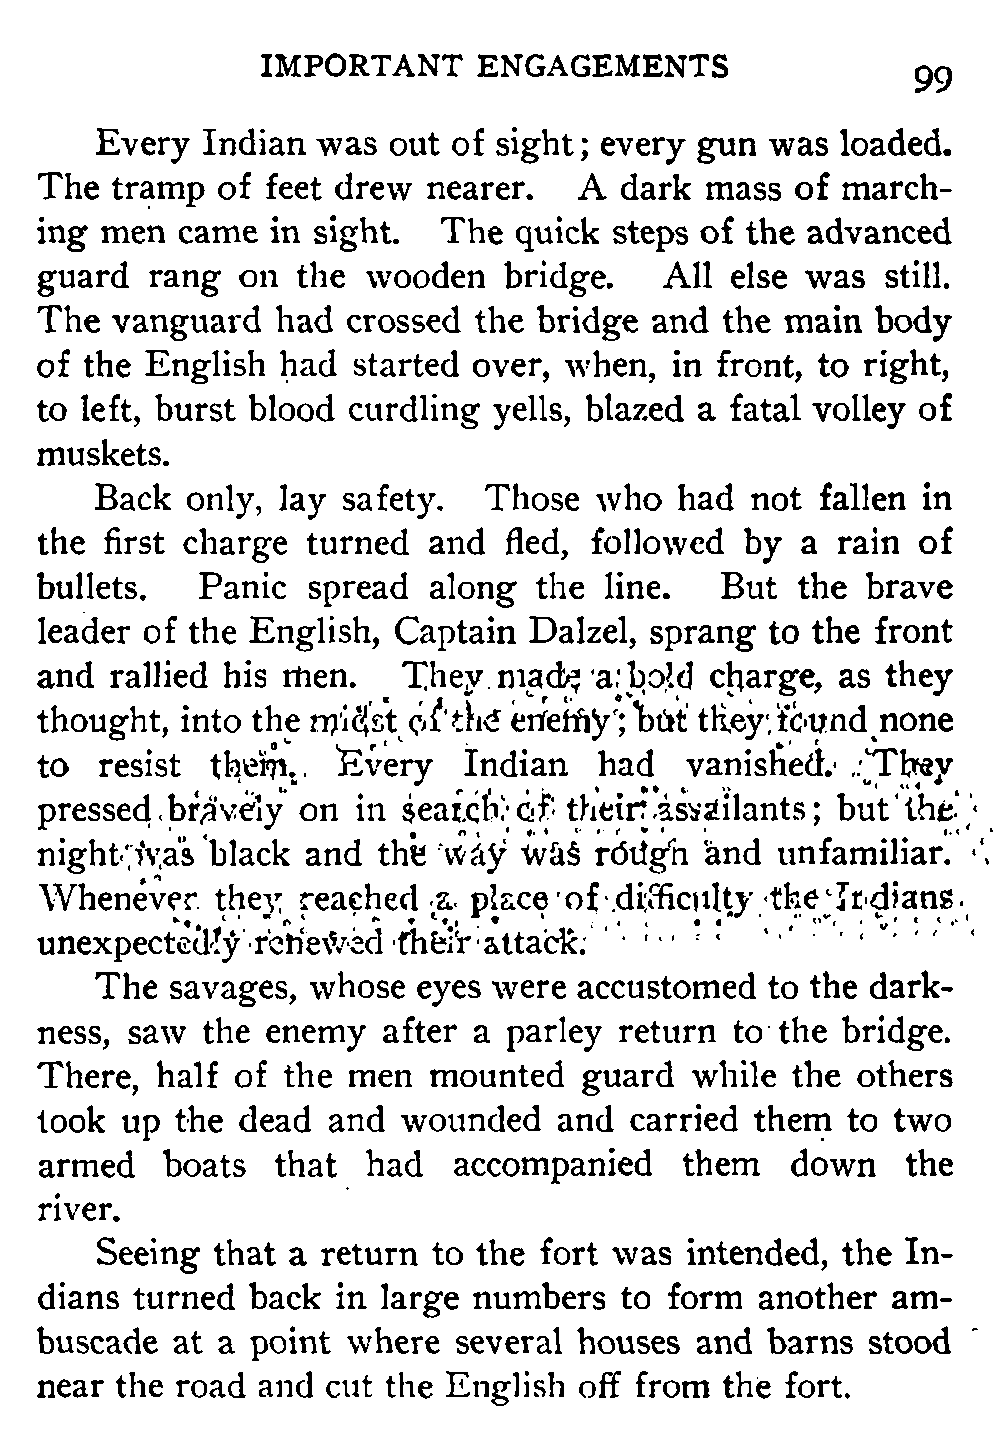 IMPORTANT ENGAGEMENTS 99
Every Indian was out of sight; every gun was loaded.
The tramp of feet drew nearer. A dark mass of march-
ing men came in sight. The quick steps of the advanced
guard rang on the wooden bridge. All else was still.
The vanguard had crossed the bridge and the main body
of the English had started over, when, in front, to right,
to left, burst blood curdling yells, blazed a fatal volley of
muskets.
Back only, lay safety. Those who had not fallen in
the first charge turned and fled, followed by a rain of
bullets. Panic spread along the line. But the brave
leader of the English, Captain Dalzel, sprang to the front
and rallied his men. They made a bold charge, as they
thought, into the midst of the enemy; but they found none
to resist them. Every Indian had vanished. They
pressed bravely on in search of their assailants; but the
night was black and the way was rough and unfamiliar.
Whenever they reached a place of difficulty the Indians
unexpectedly renewed their attack.
The savages, whose eyes were accustomed to the dark-
ness, saw the enemy after a parley return to the bridge.
There, half of the men mounted guard while the others
took up the dead and wounded and carried them to two
armed boats that had accompanied them down the
river.
Seeing that a return to the fort was intended, the In-
dians turned back in large numbers to form another am-
buscade at a point where several houses and barns stood
near the road and cut the English off from the fort.